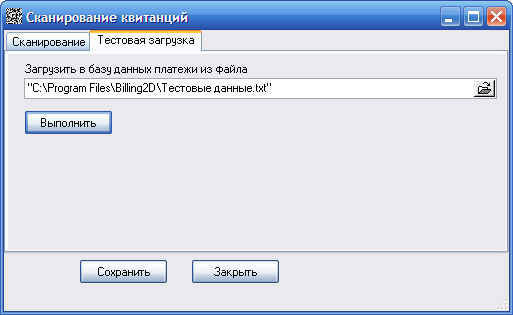 Сканирование квитанций
Сканирование Тестовая загрузка
Загрузить в базу данных платежи из файла
"C:\Program Files\Billing2D\Тестовые данные.txt"
Выполнить
Сохранить Закрыть